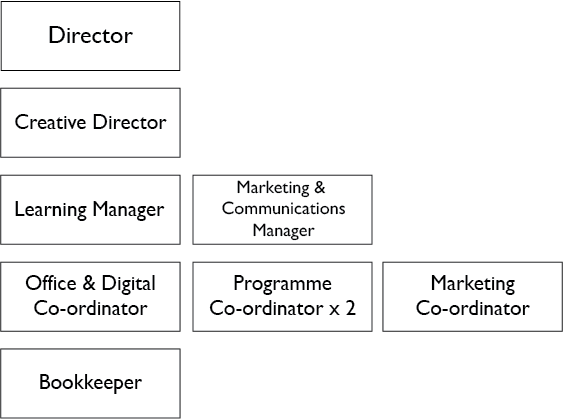 Director
Creative Director
Learning Manager
Marketing &
Communications
Manager
Office & Digital
Co-ordinator
Programme
Co-ordinator x 2
Marketing
Co-ordinator
Bookkeeper